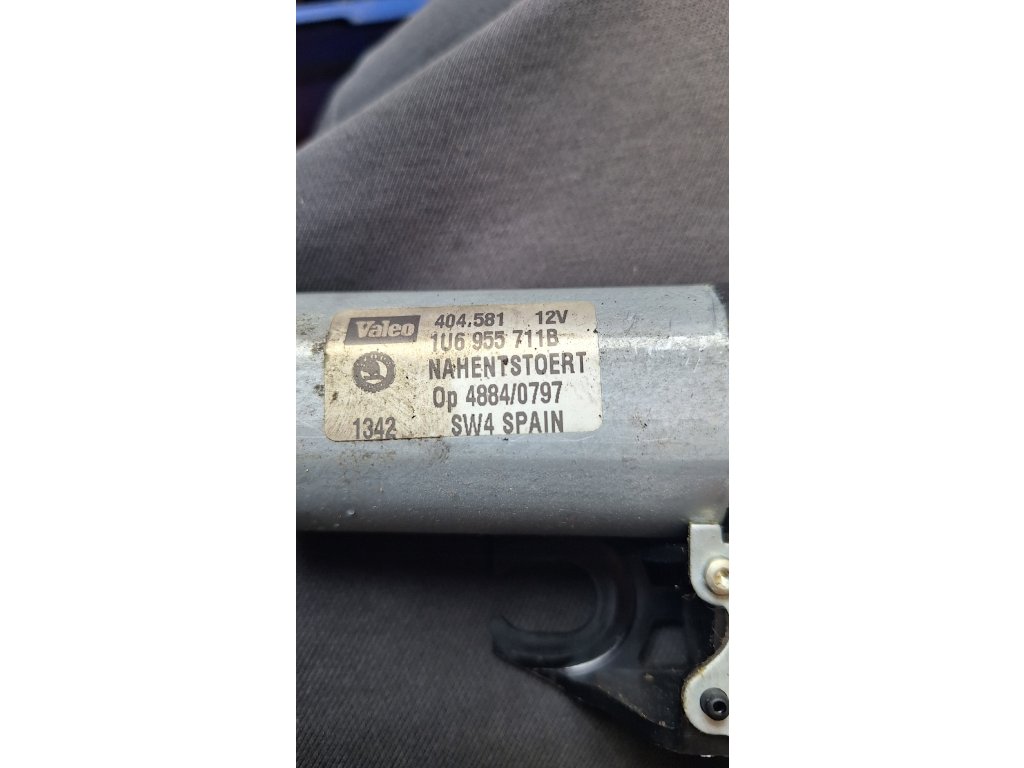 Valeo 404.581 12V
1U6 955 711B
NAHENTSTOERT
Op 4884/0797
1342 SW4 SPAIN